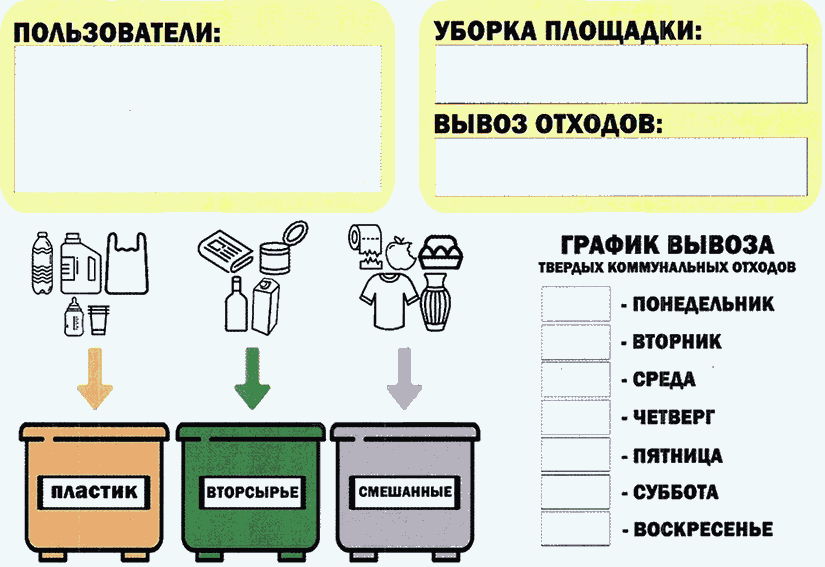 ПОЛЬЗОВАТЕЛИ:
УБОРКА ПЛОЩАДКИ:
ВЫВОЗ ОТХОДОВ:
ГРАФИК ВЫВОЗА
ТВЕРДЫХ КОММУНАЛЬНЫХ ОТХОДОВ
- ПОНЕДЕЛЬНИК
- ВТОРНИК
- СРЕДА
- ЧЕТВЕРГ
- ПЯТНИЦА
- СУББОТА
- ВОСКРЕСЕНЬЕ
ПЛАСТИК
ВТОРСЫРЬЕ
СМЕШАННЫЕ